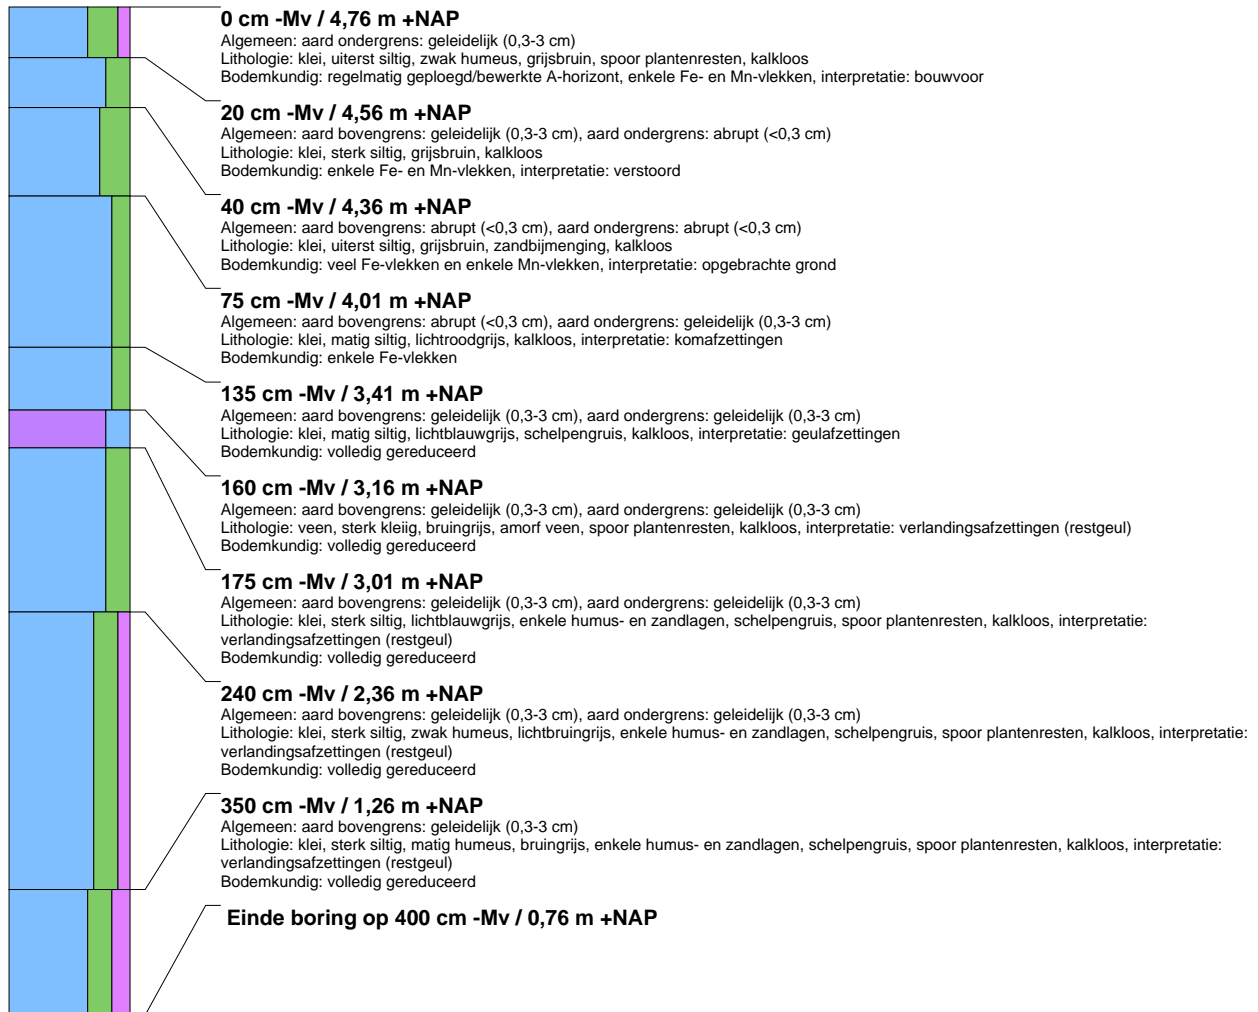 0 cm -Mv / 4,76 m +NAP
Algemeen: aard ondergrens: geleidelijk (0,3-3 cm)
Lithologie: klei, uiterst siltig, zwak humeus, grijsbruin, spoor plantenresten, kalkloos
Bodemkundig: regelmatig geploegd/bewerkte A-horizont, enkele Fe- en Mn-vlekken, interpretatie: bouwvoor
20 cm -Mv / 4,56 m +NAP
Algemeen: aard bovengrens: geleidelijk (0,3-3 cm), aard ondergrens: abrupt (<0,3 cm)
Lithologie: klei, sterk siltig, grijsbruin, kalkloos
Bodemkundig: enkele Fe- en Mn-vlekken, interpretatie: verstoord
40 cm -Mv / 4,36 m +NAP
Algemeen: aard bovengrens: abrupt (<0,3 cm), aard ondergrens: abrupt (<0,3 cm)
Lithologie: klei, uiterst siltig, grijsbruin, zandbijmenging, kalkloos
Bodemkundig: veel Fe-vlekken en enkele Mn-vlekken, interpretatie: opgebrachte grond
75 cm -Mv / 4,01 m +NAP
Algemeen: aard bovengrens: abrupt (<0,3 cm), aard ondergrens: geleidelijk (0,3-3 cm)
Lithologie: klei, matig siltig, lichtroodgrijs, kalkloos, interpretatie: komafzettingen
Bodemkundig: enkele Fe-vlekken
135 cm -Mv / 3,41 m +NAP
Algemeen: aard bovengrens: geleidelijk (0,3-3 cm), aard ondergrens: geleidelijk (0,3-3 cm)
Lithologie: klei, matig siltig, lichtblauwgrijs, schelpengruis, kalkloos, interpretatie: geulafzettingen
Bodemkundig: volledig gereduceerd
160 cm -Mv / 3,16 m +NAP
Algemeen: aard bovengrens: geleidelijk (0,3-3 cm), aard ondergrens: geleidelijk (0,3-3 cm)
Lithologie: veen, sterk kleiig, bruingrijs, amorf veen, spoor plantenresten, kalkloos, interpretatie: verlandingsafzettingen (restgeul)
Bodemkundig: volledig gereduceerd
175 cm -Mv / 3,01 m +NAP
Algemeen: aard bovengrens: geleidelijk (0,3-3 cm), aard ondergrens: geleidelijk (0,3-3 cm)
Lithologie: klei, sterk siltig, lichtblauwgrijs, enkele humus- en zandlagen, schelpengruis, spoor plantenresten, kalkloos, interpretatie:
verlandingsafzettingen (restgeul)
Bodemkundig: volledig gereduceerd
240 cm -Mv / 2,36 m +NAP
Algemeen: aard bovengrens: geleidelijk (0,3-3 cm), aard ondergrens: geleidelijk (0,3-3 cm)
Lithologie: klei, sterk siltig, zwak humeus, lichtbruingrijs, enkele humus- en zandlagen, schelpengruis, spoor plantenresten, kalkloos, interpretatie:
verlandingsafzettingen (restgeul)
Bodemkundig: volledig gereduceerd
350 cm -Mv / 1,26 m +NAP
Algemeen: aard bovengrens: geleidelijk (0,3-3 cm)
Lithologie: klei, sterk siltig, matig humeus, bruingrijs, enkele humus- en zandlagen, schelpengruis, spoor plantenresten, kalkloos, interpretatie:
verlandingsafzettingen (restgeul)
Bodemkundig: volledig gereduceerd
Einde boring op 400 cm -Mv / 0,76 m +NAP